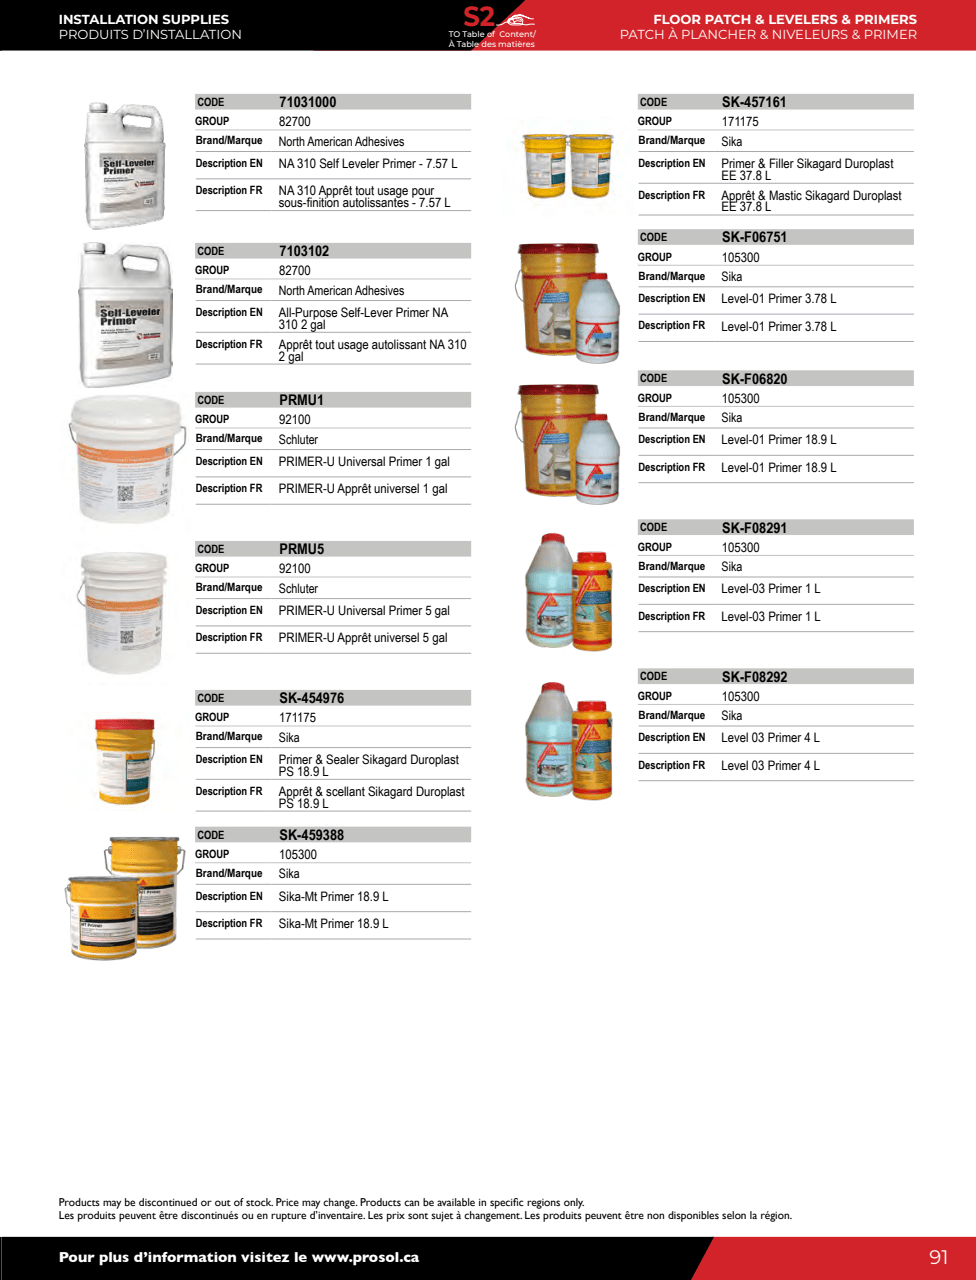 INSTALLATION SUPPLIES
PRODUITS D'INSTALLATION
S2
TO Table of Content/
À Table des matières
FLOOR PATCH & LEVELERS & PRIMERS
PATCH À PLANCHER & NIVELEURS & PRIMER
CODE 71031000
GROUP 82700
Brand/Marque North American Adhesives
Description EN NA 310 Self Leveler Primer - 7.57 L
Description FR NA 310 Apprêt tout usage pour
sous-finition autolissantes - 7.57 L
Self-Leveler
Primer
CODE 7103102
GROUP 82700
Brand/Marque North American Adhesives
Description EN All-Purpose Self-Lever Primer NA
310 2 gal
Description FR Apprêt tout usage autolissant NA 310
2 gal
Self-Leveler
Primer
CODE PRMU1
GROUP 92100
Brand/Marque Schluter
Description EN PRIMER-U Universal Primer 1 gal
Description FR PRIMER-U Apprêt universel 1 gal
CODE PRMU5
GROUP 92100
Brand/Marque Schluter
Description EN PRIMER-U Universal Primer 5 gal
Description FR PRIMER-U Apprêt universel 5 gal
CODE SK-454976
GROUP 171175
Brand/Marque Sika
Description EN Primer & Sealer Sikagard Duroplast
PS 18.9 L
Description FR Apprêt & scellant Sikagard Duroplast
PS 18.9 L
CODE SK-459388
GROUP 105300
Brand/Marque Sika
Description EN Sika-Mt Primer 18.9 L
Description FR Sika-Mt Primer 18.9 L
MT Primer
MT Primer
CODE SK-457161
GROUP 171175
Brand/Marque Sika
Description EN Primer & Filler Sikagard Duroplast
EE 37.8 L
Description FR Apprêt & Mastic Sikagard Duroplast
EE 37.8 L
CODE SK-F06751
GROUP 105300
Brand/Marque Sika
Description EN Level-01 Primer 3.78 L
Description FR Level-01 Primer 3.78 L
CODE SK-F06820
GROUP 105300
Brand/Marque Sika
Description EN Level-01 Primer 18.9 L
Description FR Level-01 Primer 18.9 L
CODE SK-F08291
GROUP 105300
Brand/Marque Sika
Description EN Level-03 Primer 1 L
Description FR Level-03 Primer 1 L
CODE SK-F08292
GROUP 105300
Brand/Marque Sika
Description EN Level 03 Primer 4 L
Description FR Level 03 Primer 4 L
Products may be discontinued or out of stock. Price may change. Products can be available in specific regions only.
Les produits peuvent être discontinués ou en rupture d'inventaire. Les prix sont sujet à changement. Les produits peuvent être non disponibles selon la région.
Pour plus d'information visitez le www.prosol.ca
91